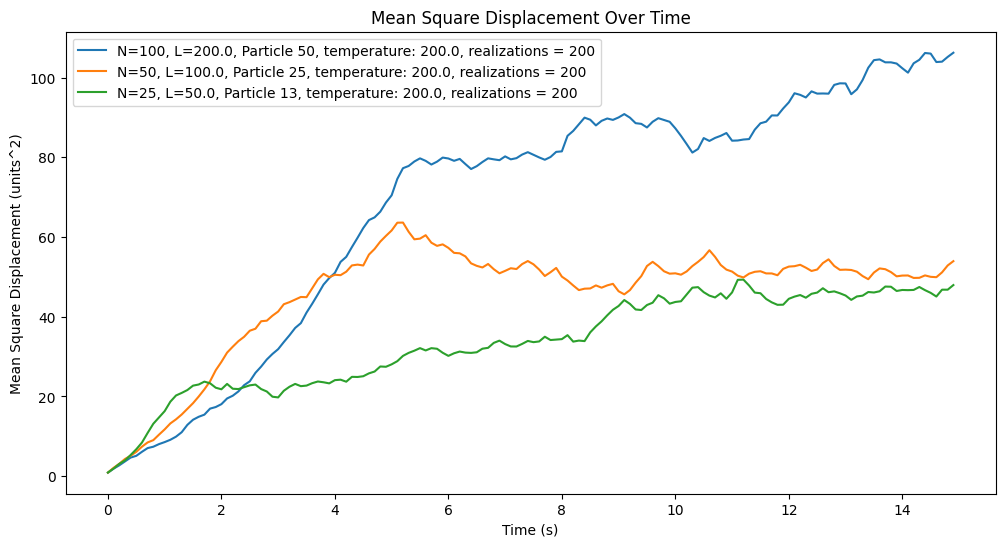 Mean Square Displacement Over Time
N=100, L=200.0, Particle 50, temperature: 200.0, realizations = 200
N=50, L=100.0, Particle 25, temperature: 200.0, realizations = 200
N=25, L=50.0, Particle 13, temperature: 200.0, realizations = 200
Mean Square Displacement (units^2)
100
80
60
40
20
0
0 2 4 6 8 10 12 14
Time (s)